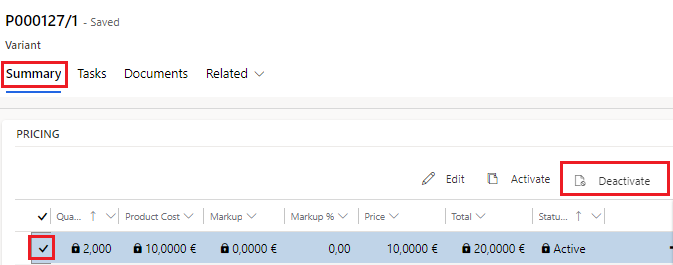 P000127/1 - Saved
Variant
Summary Tasks Documents Related
PRICING
Edit Activate Deactivate
Qua... Product Cost Markup Markup % Price Total Statu...
2,000 10,0000 € 0,0000 € 0,00 10,0000 € 20,0000 € Active